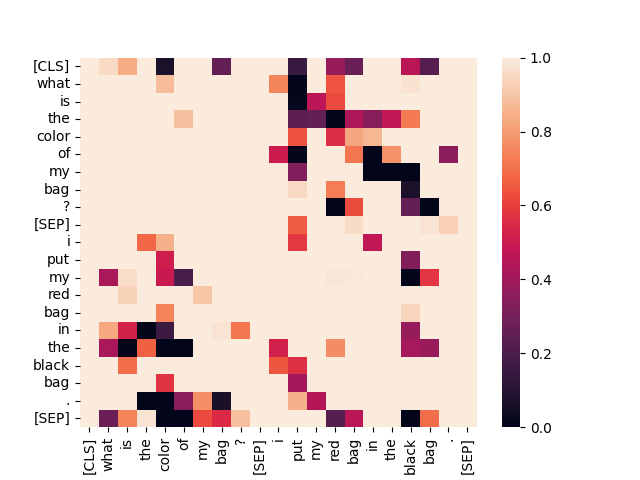 [CLS]
what
is
the
color
of
my
bag
?
[SEP]
i
put
my
red
bag
in
the
black
bag
.
[SEP]
[CLS]
what
is
the
color
of
my
bag
?
[SEP]
i
put
my
red
bag
in
the
black
bag
.
[SEP]
1.0
0.8
0.6
0.4
0.2
0.0